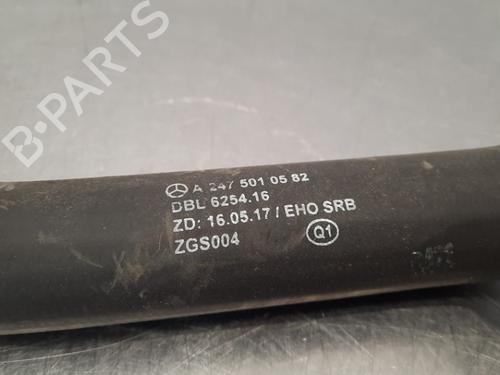 A 247 501 05 82
DBL 6254.16
ZD: 16.05.17 / EHO SRB
ZGS004
Q1
B-PARTS